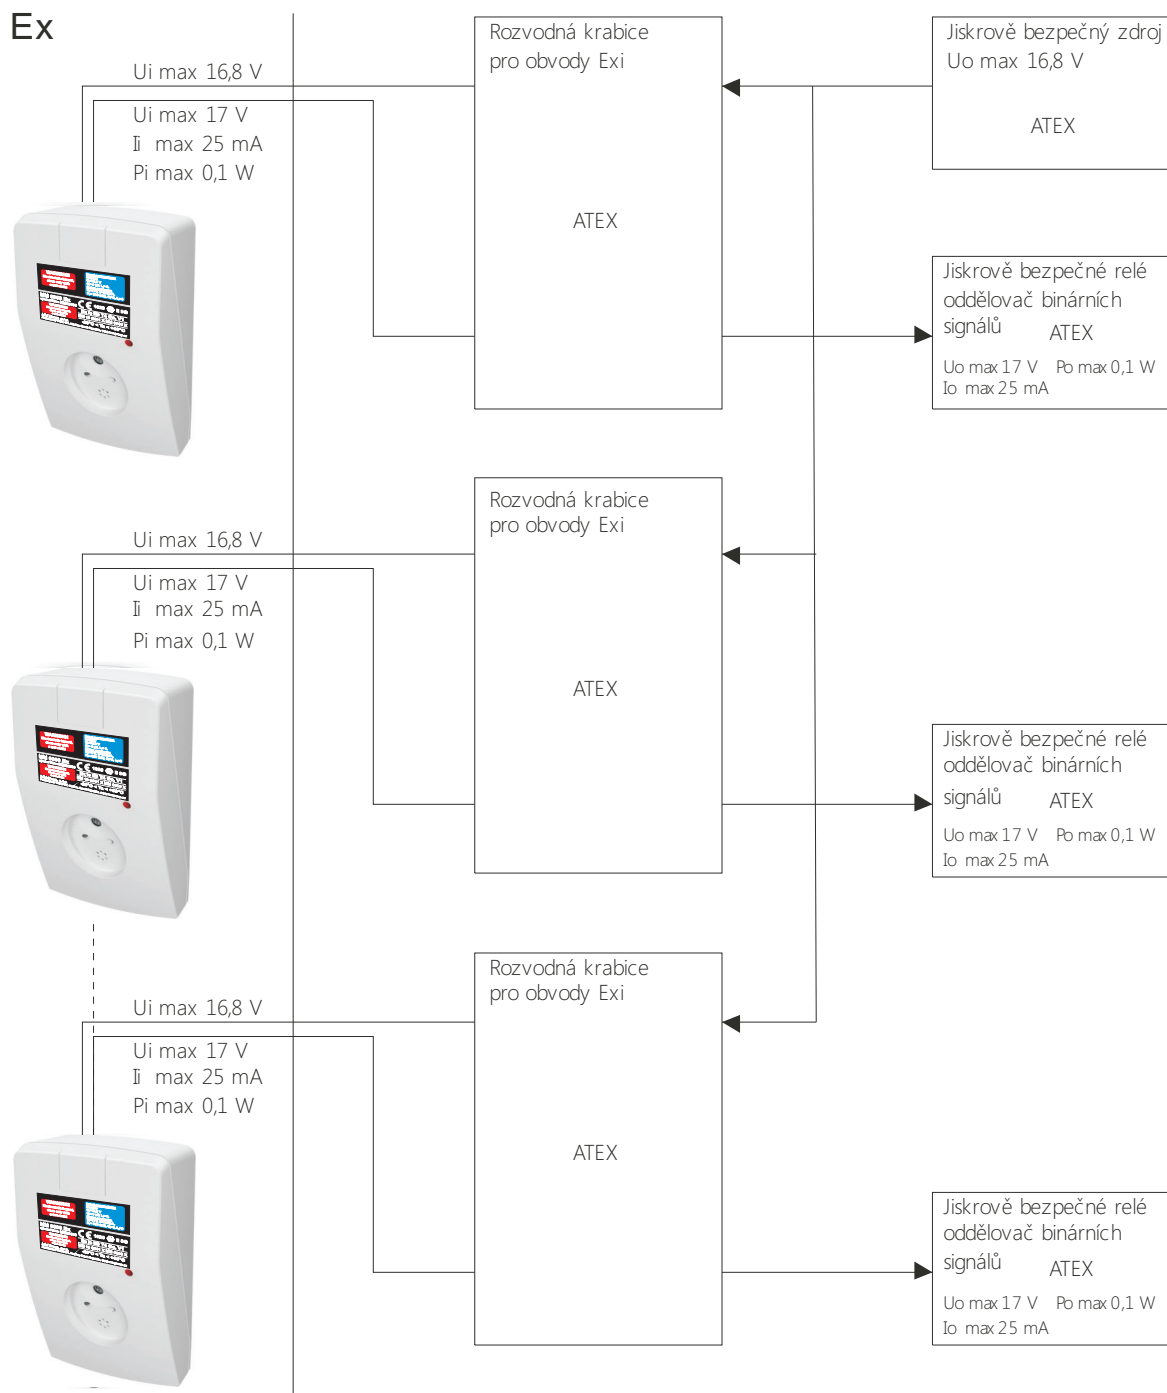 Ex
Ui max 16,8 V
Ui max 17 V
Ii max 25 mA
Pi max 0,1 W
Rozvodná krabice
pro obvody Exi
ATEX
Jiskrově bezpečný zdroj
Uo max 16,8 V
ATEX
Jiskrově bezpečné relé
oddělovač binárních
signálů ATEX
Uo max 17 V Po max 0,1 W
Io max 25 mA
Ui max 16,8 V
Ui max 17 V
Ii max 25 mA
Pi max 0,1 W
Rozvodná krabice
pro obvody Exi
ATEX
Jiskrově bezpečné relé
oddělovač binárních
signálů ATEX
Uo max 17 V Po max 0,1 W
Io max 25 mA
Ui max 16,8 V
Ui max 17 V
Ii max 25 mA
Pi max 0,1 W
Rozvodná krabice
pro obvody Exi
ATEX
Jiskrově bezpečné relé
oddělovač binárních
signálů ATEX
Uo max 17 V Po max 0,1 W
Io max 25 mA